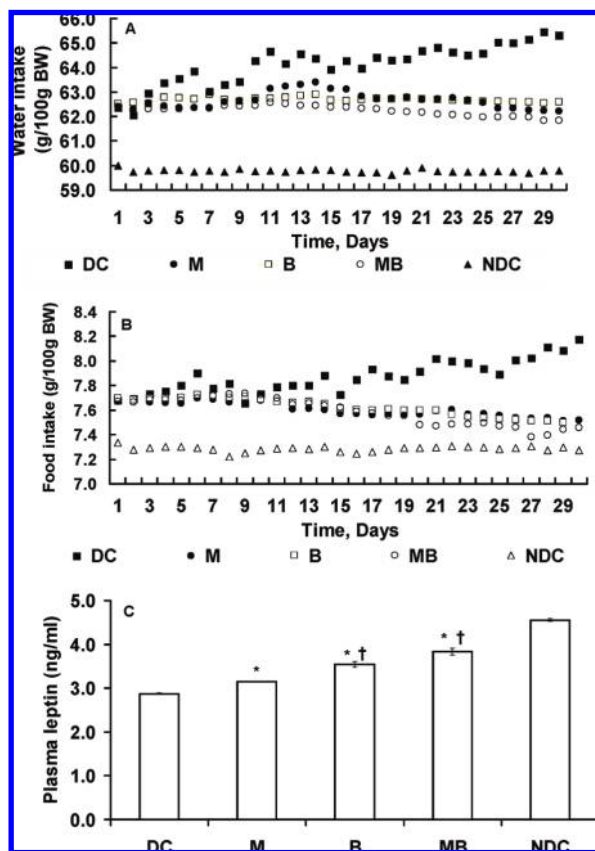 A
Water intake
(g/100g BW)
66.0
65.0
64.0
63.0
62.0
61.0
60.0
59.0
1 3 5 7 9 11 13 15 17 19 21 23 25 27 29
Time, Days
■ DC ● M □ B ○ MB ▲ NDC
B
Food intake (g/100g BW)
8.4
8.2
8.0
7.8
7.6
7.4
7.2
7.0
1 3 5 7 9 11 13 15 17 19 21 23 25 27 29
Time, Days
■ DC ● M □ B ○ MB △ NDC
C
Plasma leptin (ng/ml)
5.0
4.0
3.0
2.0
1.0
0.0
* * † * †
DC M B MB NDC